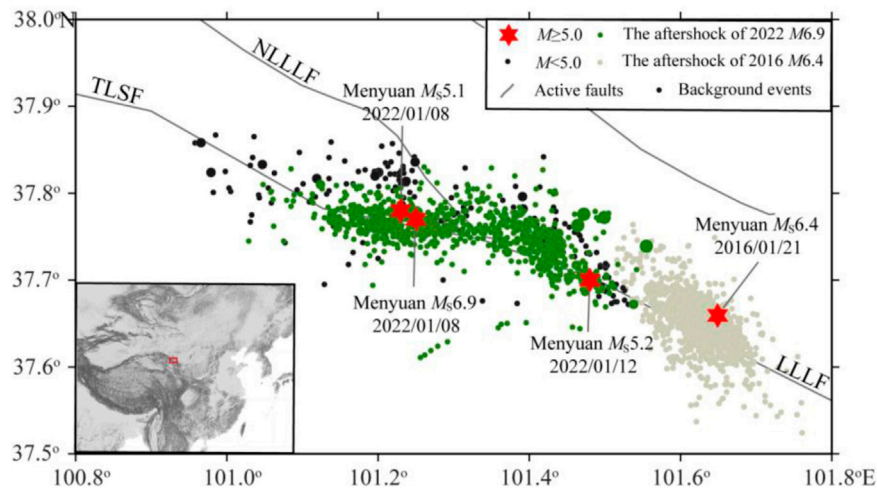 38.0°N
37.9°
37.8°
37.7°
37.6°
37.5°
100.8°
101.0°
101.2°
101.4°
101.6°
101.8°E
M≥5.0
The aftershock of 2022 M6.9
M<5.0
The aftershock of 2016 M6.4
Active faults
Background events
NLLLF
TLSF
Menyuan MS5.1
2022/01/08
Menyuan MS6.4
2016/01/21
Menyuan MS6.9
2022/01/08
Menyuan MS5.2
2022/01/12
LLLF